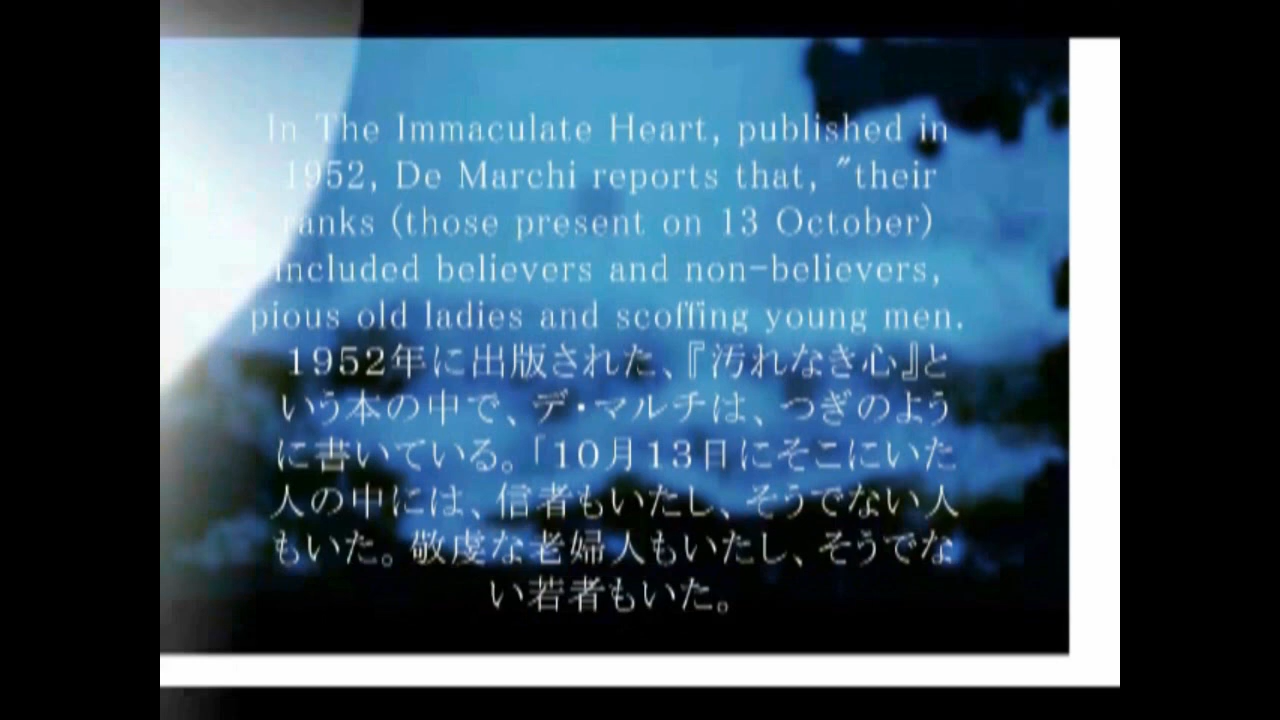 In The Immaculate Heart, published in
1952, De Marchi reports that, "their
ranks (those present on 13 October)
included believers and non-believers,
pious old ladies and scoffing young men.
1952年に出版された、『汚れなき心』と
いう本の中で、デ・マルチは、つぎのよう
に書いている。「10月13日にそこにいた
人の中には、信者もいたし、そうでない人
もいた。敬虔な老婦人もいたし、そうでな
い若者もいた。